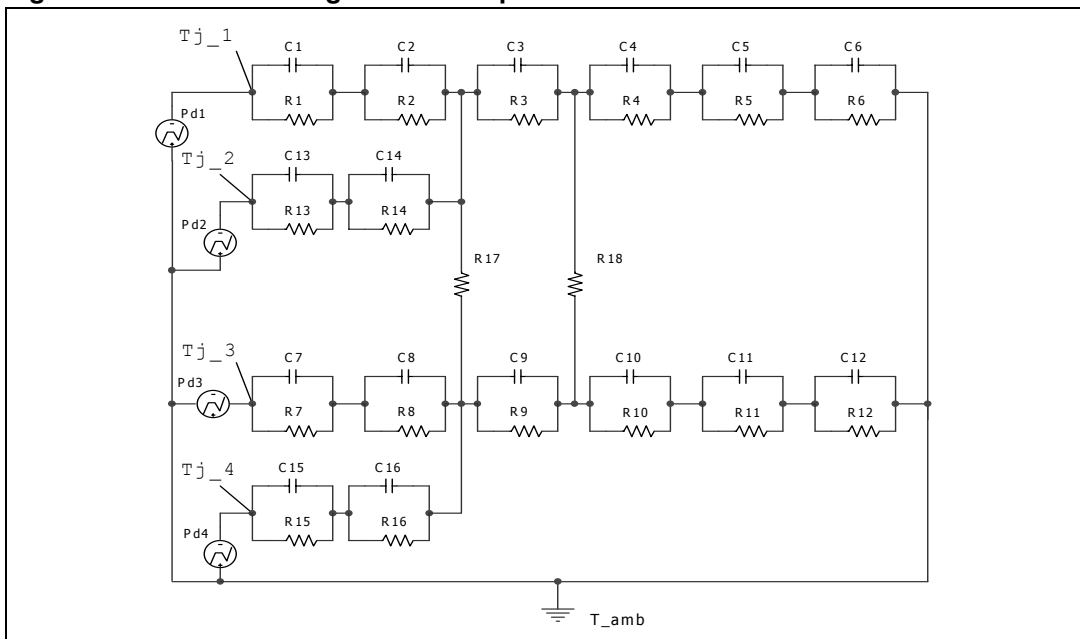 Tj_1
C1 C2 C3 C4 C5 C6
R1 R2 R3 R4 R5 R6
Pd1
Tj_2
C13 C14
R13 R14
Pd2
R17 R18
Tj_3
C7 C8 C9 C10 C11 C12
Pd3
R7 R8 R9 R10 R11 R12
Tj_4
C15 C16
R15 R16
Pd4
T_amb